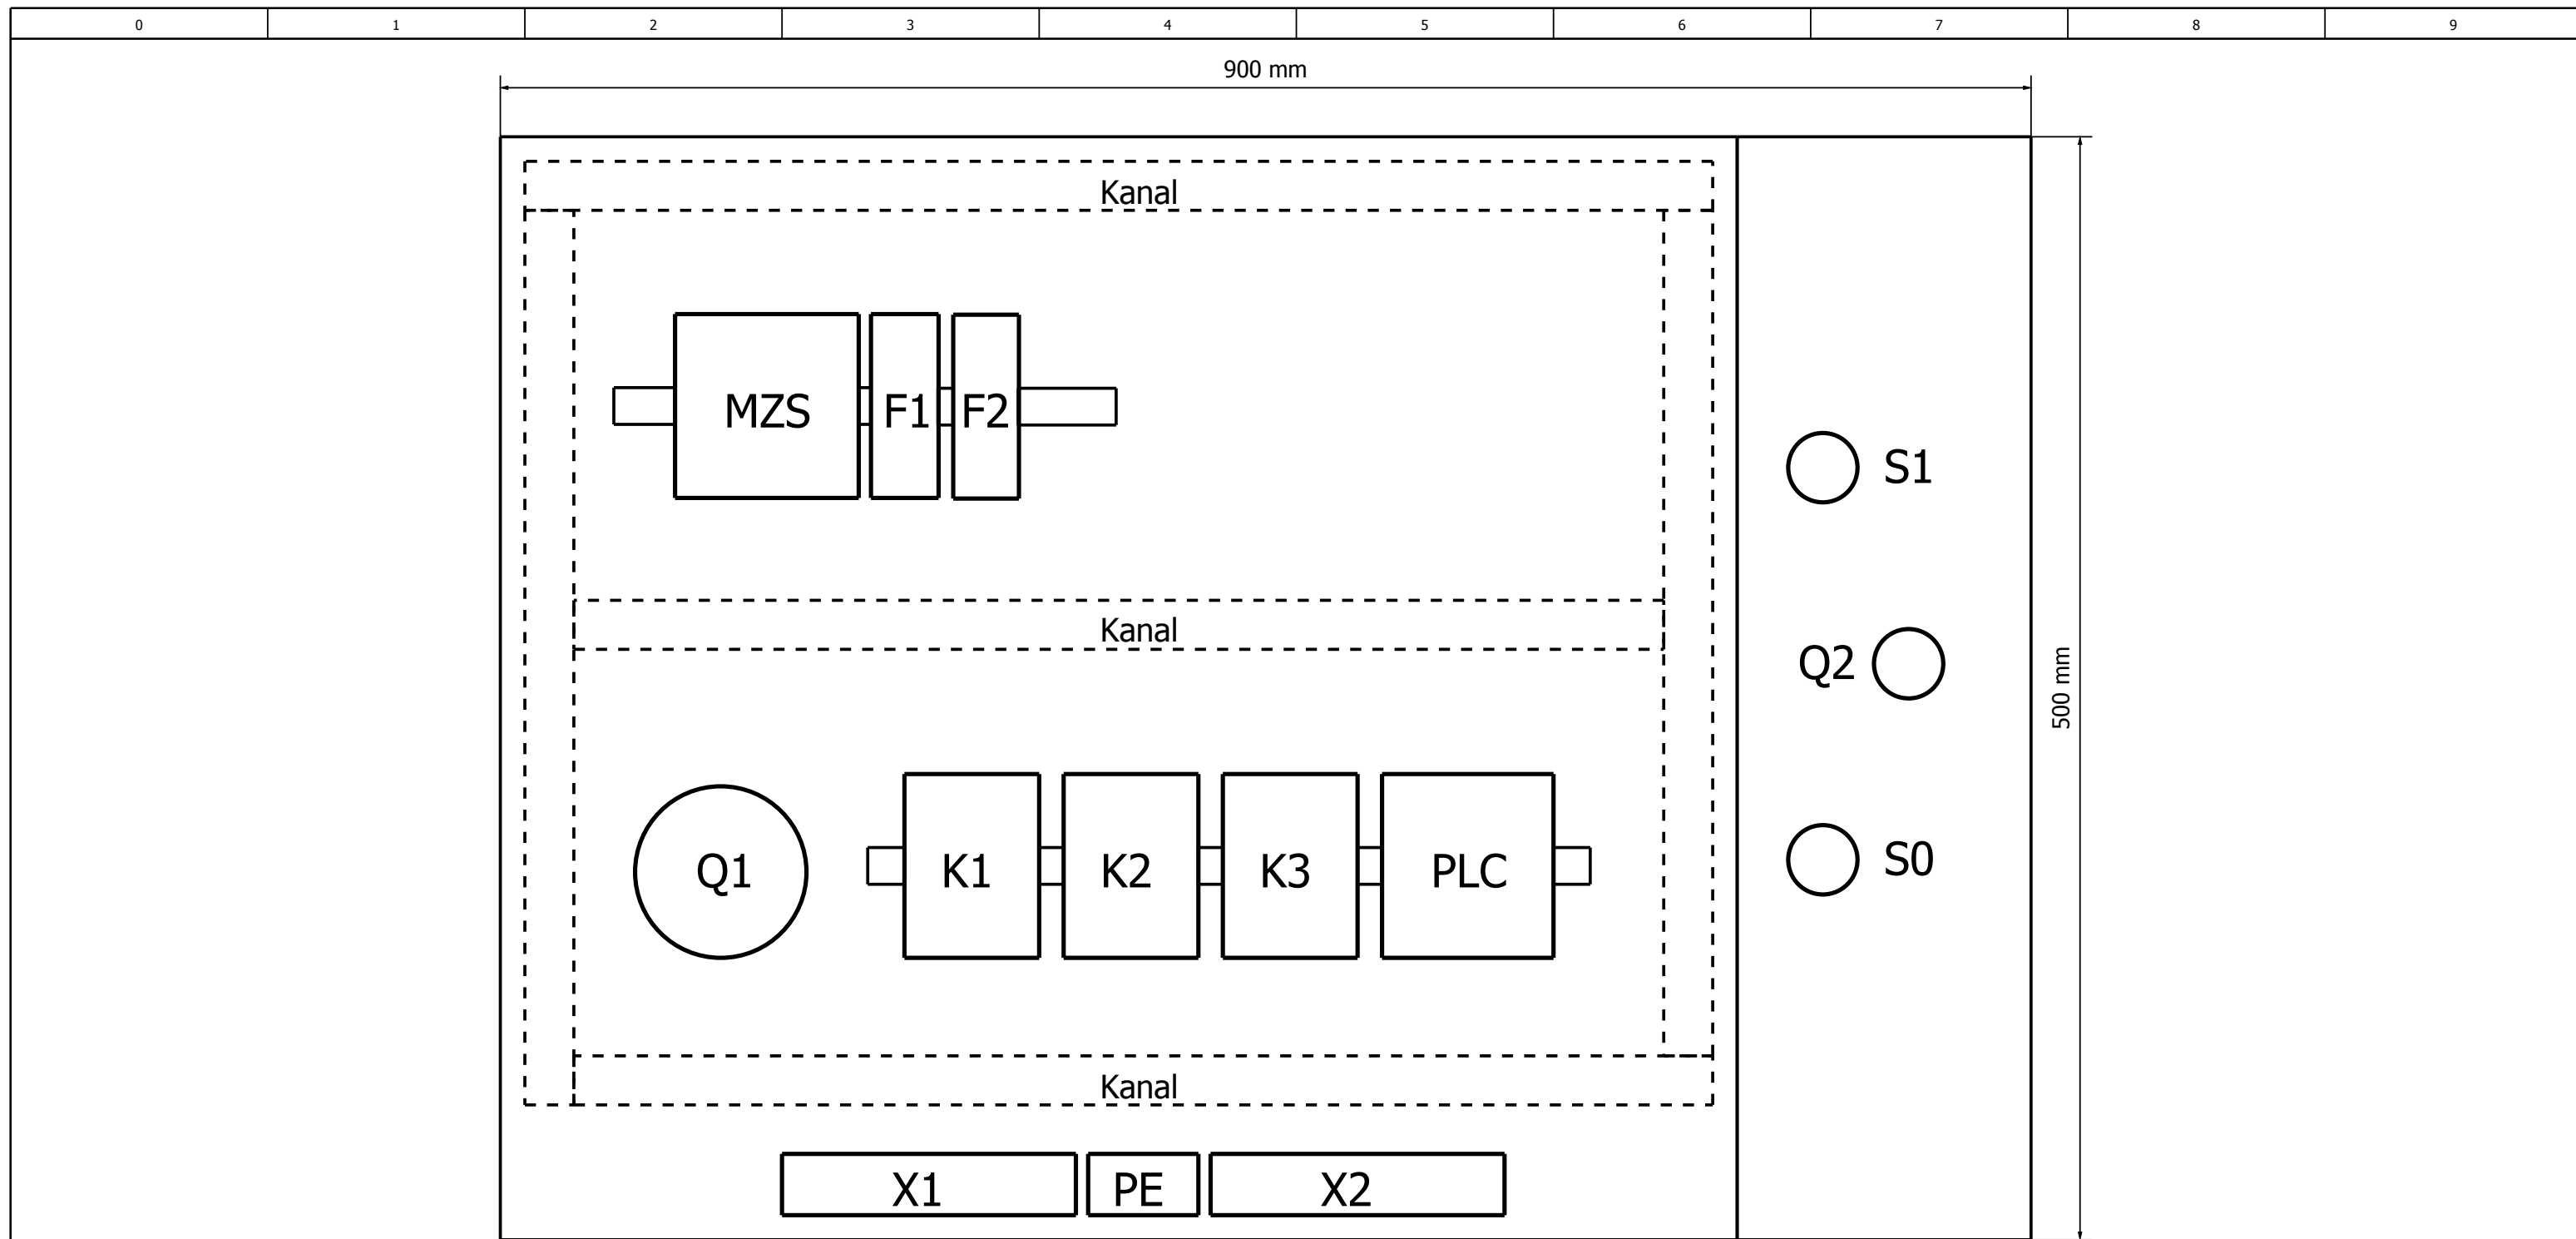 0 1 2 3 4 5 6 7 8 9
900 mm
Kanal
MZS F1 F2
S1
Kanal
Q2
500 mm
Q1 K1 K2 K3 PLC
S0
Kanal
X1 PE X2